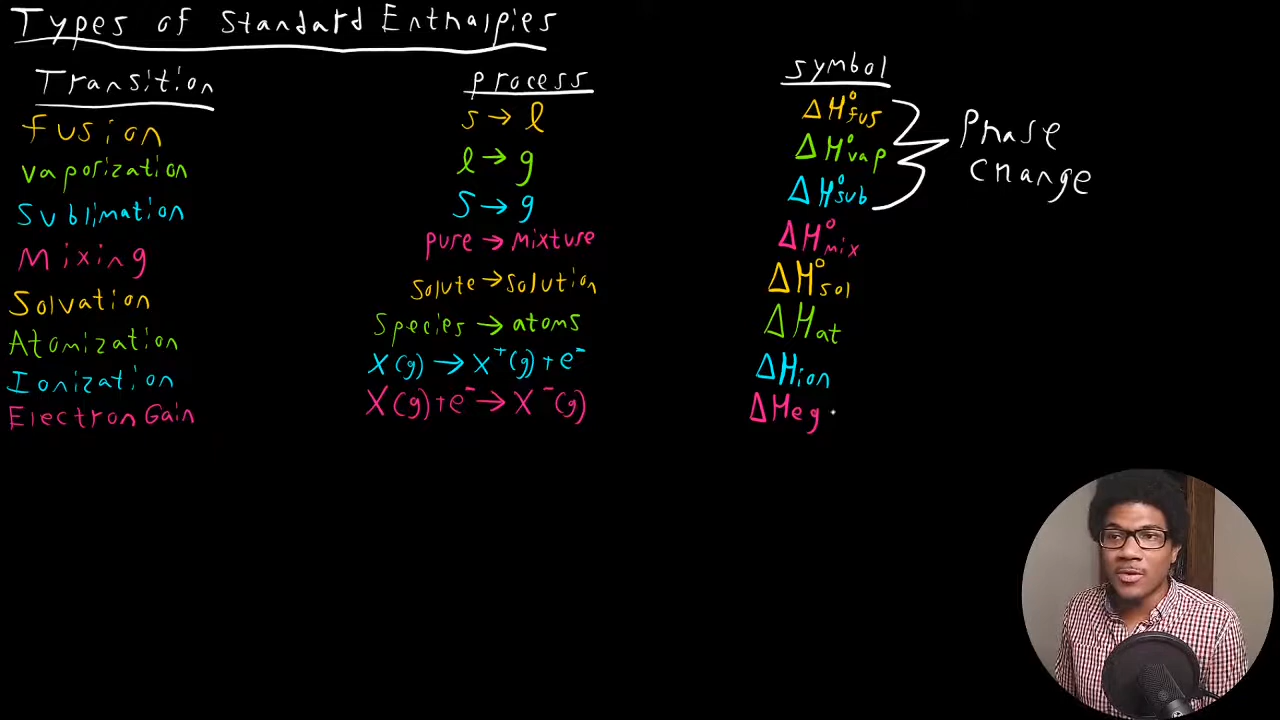 Types of Standard Enthalpies
Transition process symbol
Fusion s → l ΔH°fus
vaporization l → g ΔH°vap
Sublimation S → g ΔH°sub
Phase
change
Mixing pure → mixture ΔH°mix
Solvation Solute → Solution ΔH°sol
Atomization Species → atoms ΔHat
Ionization X(g) → X⁺(g) + e⁻ ΔHion
Electron Gain X(g) + e⁻ → X⁻(g) ΔHeg